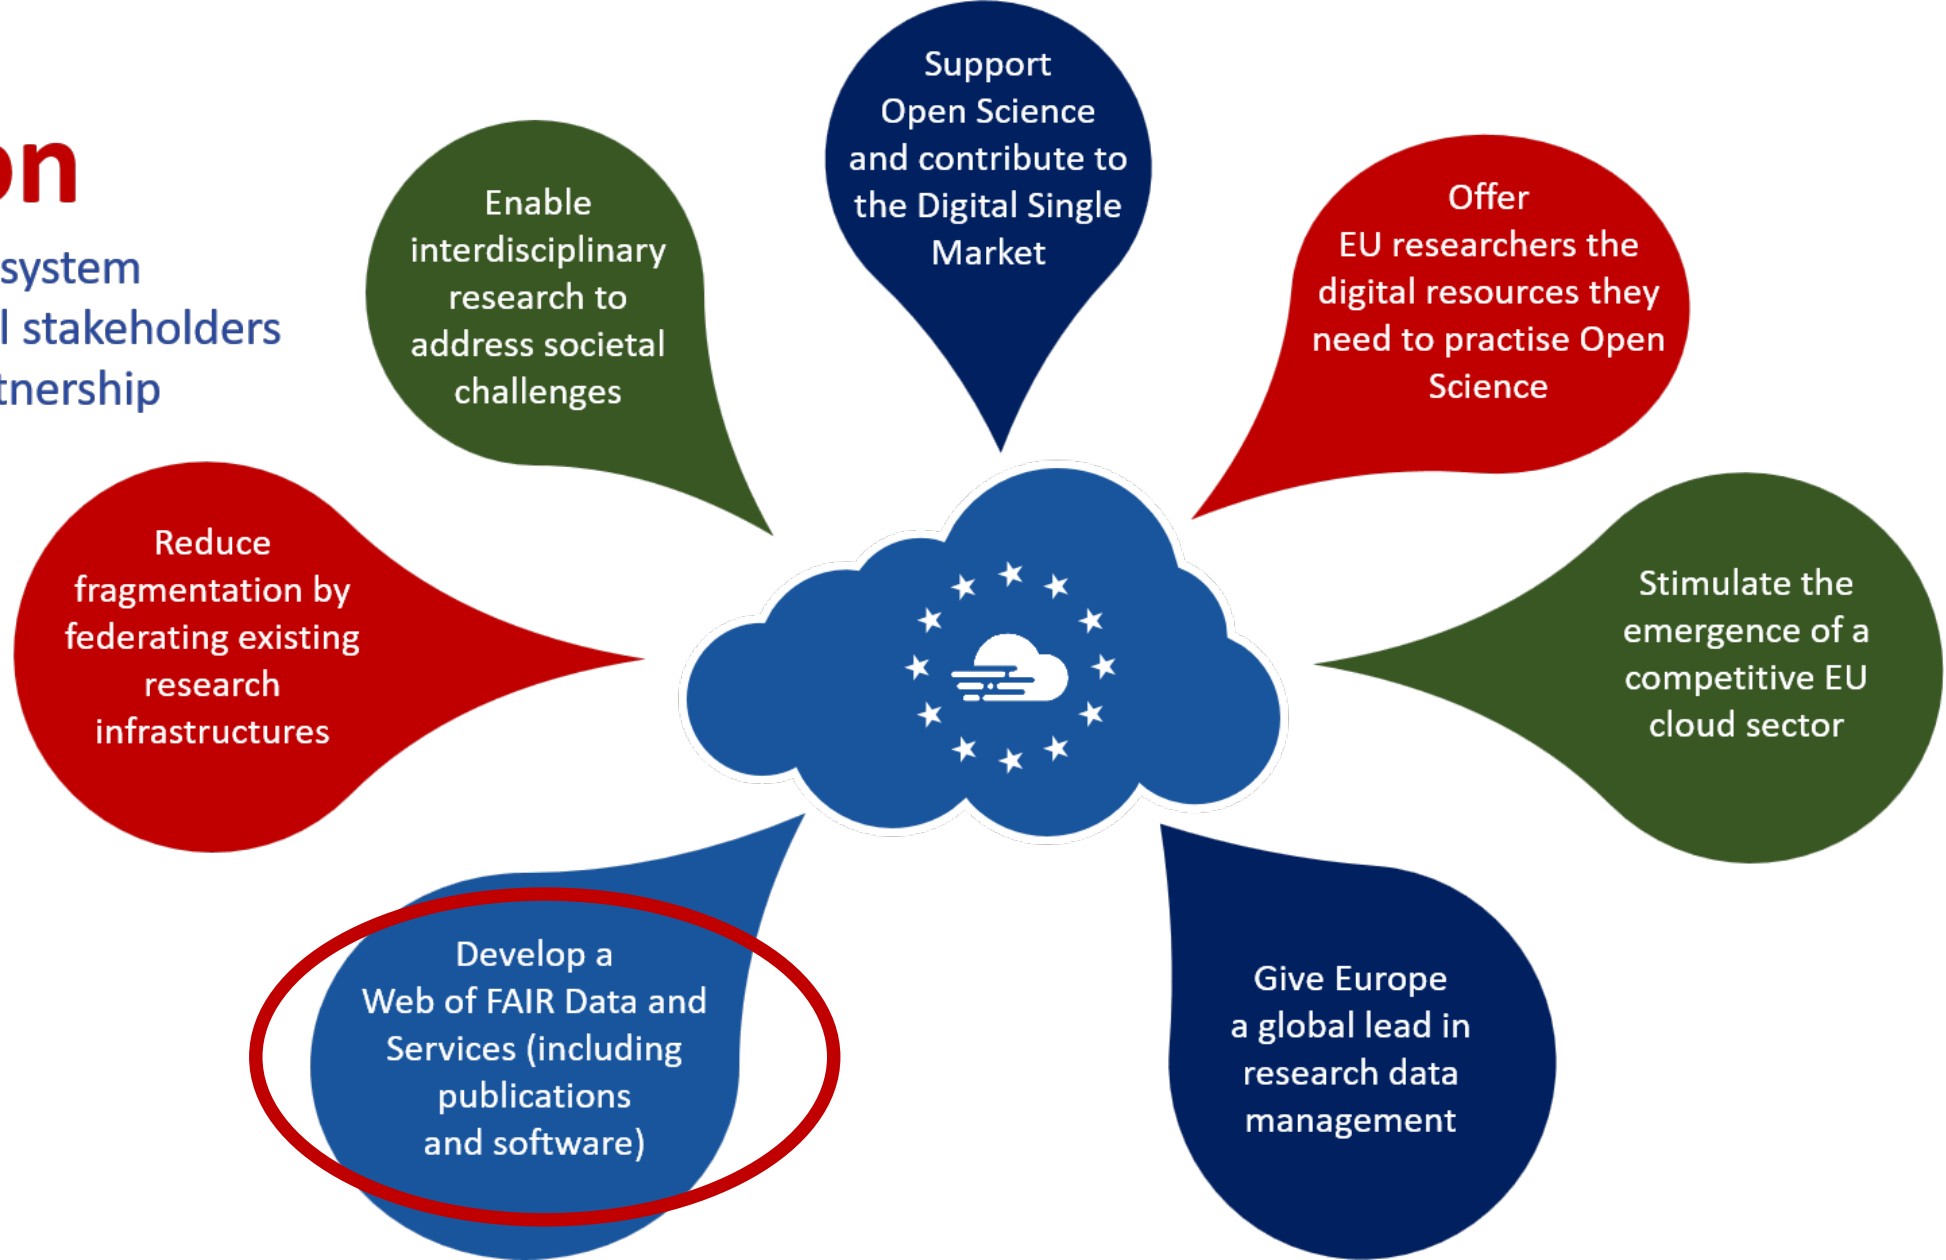 on
system
l stakeholders
tnership
Support
Open Science
and contribute to
the Digital Single
Market
Enable
interdisciplinary
research to
address societal
challenges
Offer
EU researchers the
digital resources they
need to practise Open
Science
Reduce
fragmentation by
federating existing
research
infrastructures
Stimulate the
emergence of a
competitive EU
cloud sector
Develop a
Web of FAIR Data and
Services (including
publications
and software)
Give Europe
a global lead in
research data
management